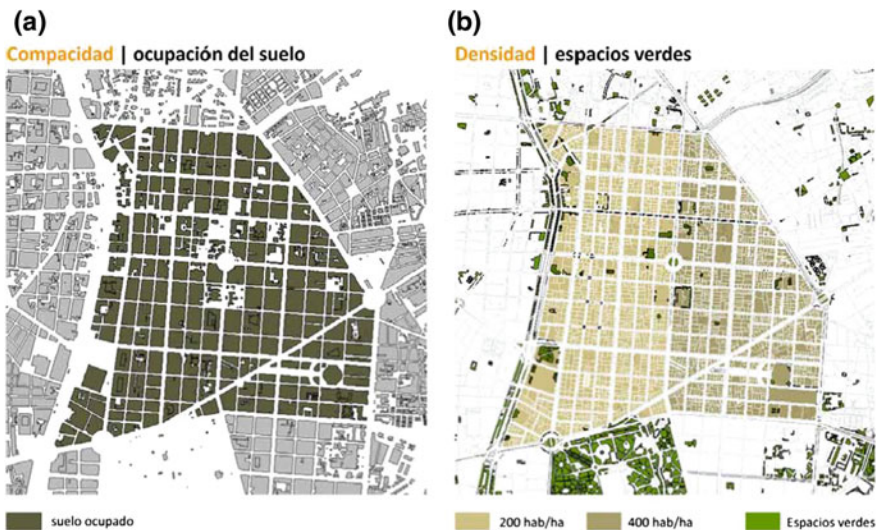 (a)
Compacidad | ocupación del suelo
(b)
Densidad | espacios verdes
suelo ocupado
200 hab/ha
400 hab/ha
Espacios verdes